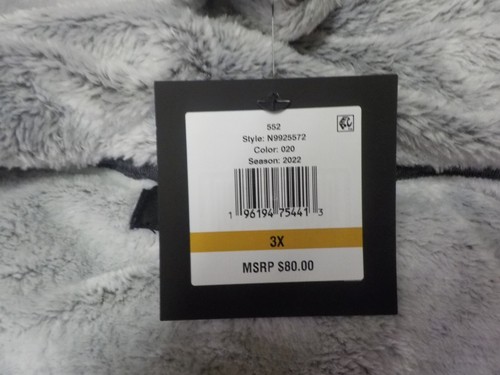 552
Style: N9925572
Color: 020
Season: 2022
1 96194 75441 3
3X
MSRP $80.00